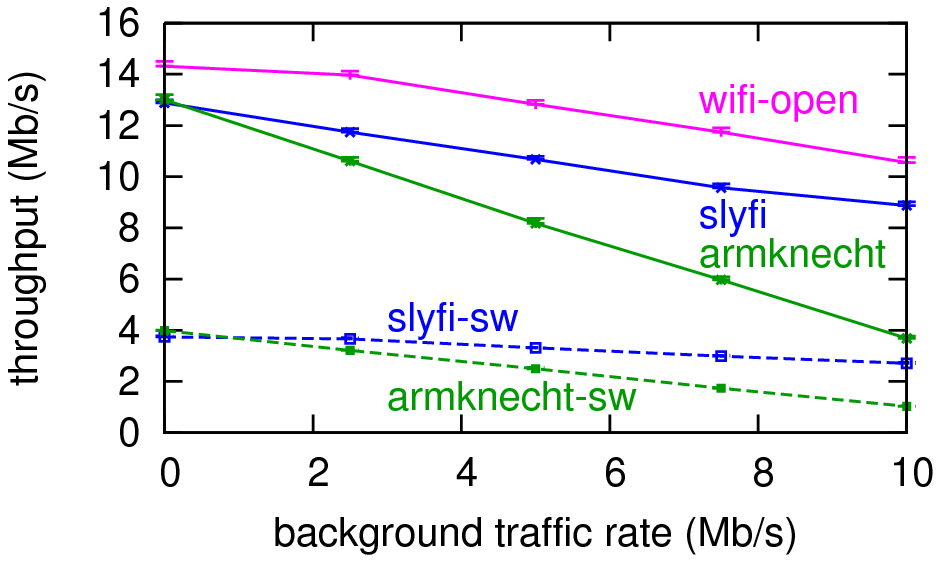 16
14
12
10
8
6
4
2
0
throughput (Mb/s)
wifi-open
slyfi
armknecht
slyfi-sw
armknecht-sw
0 2 4 6 8 10
background traffic rate (Mb/s)